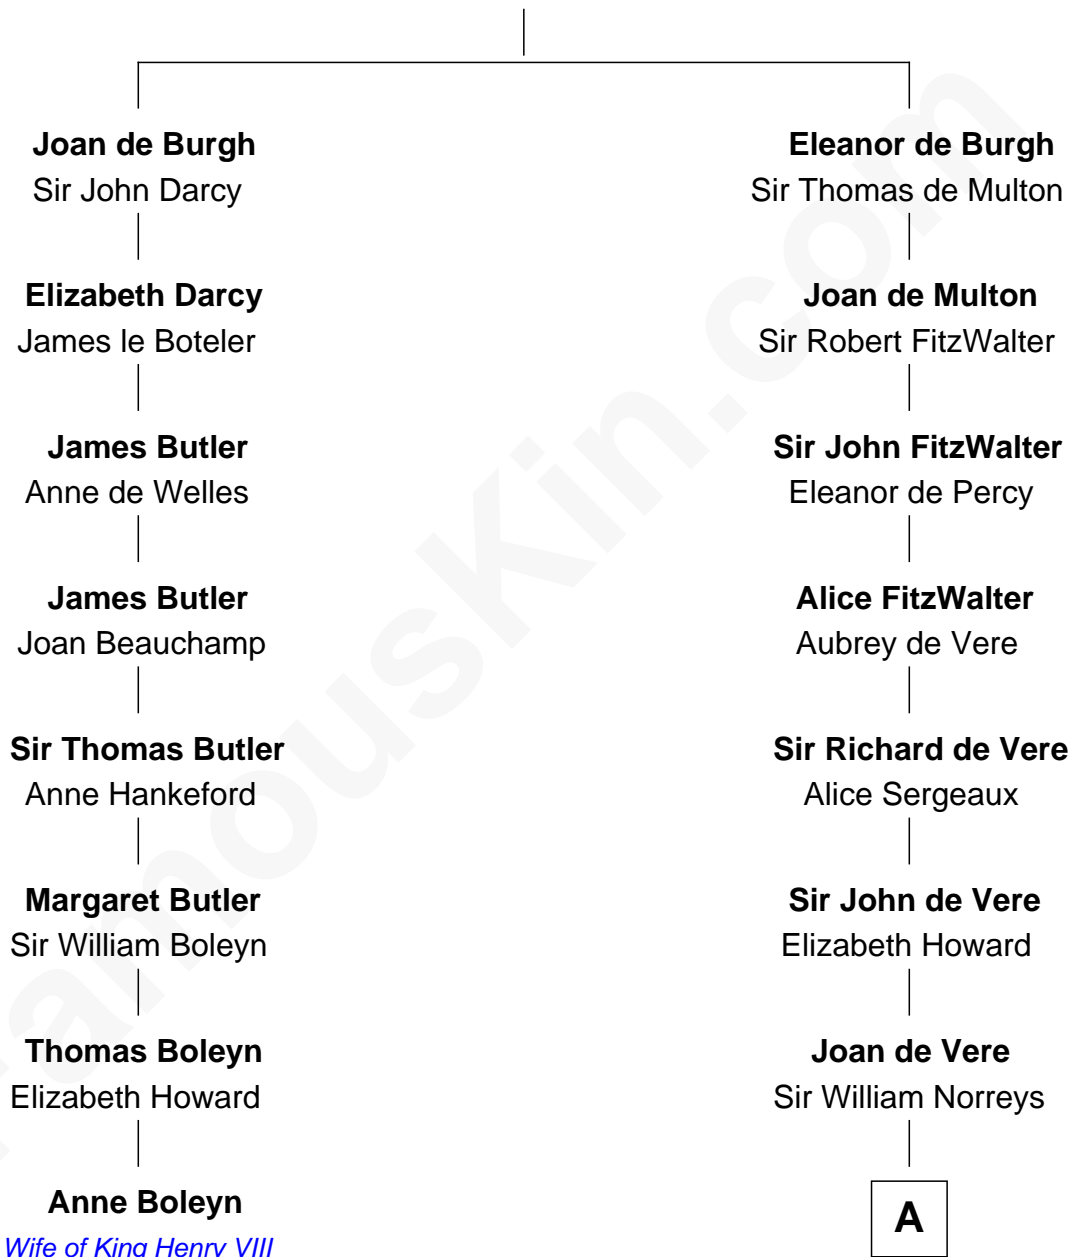 Joan de Burgh
Sir John Darcy
Elizabeth Darcy
James le Boteler
James Butler
Anne de Welles
James Butler
Joan Beauchamp
Sir Thomas Butler
Anne Hankeford
Margaret Butler
Sir William Boleyn
Thomas Boleyn
Elizabeth Howard
Anne Boleyn
Wife of King Henry VIII
Eleanor de Burgh
Sir Thomas de Multon
Joan de Multon
Sir Robert FitzWalter
Sir John FitzWalter
Eleanor de Percy
Alice FitzWalter
Aubrey de Vere
Sir Richard de Vere
Alice Sergeaux
Sir John de Vere
Elizabeth Howard
Joan de Vere
Sir William Norreys
A
FamousKin.com